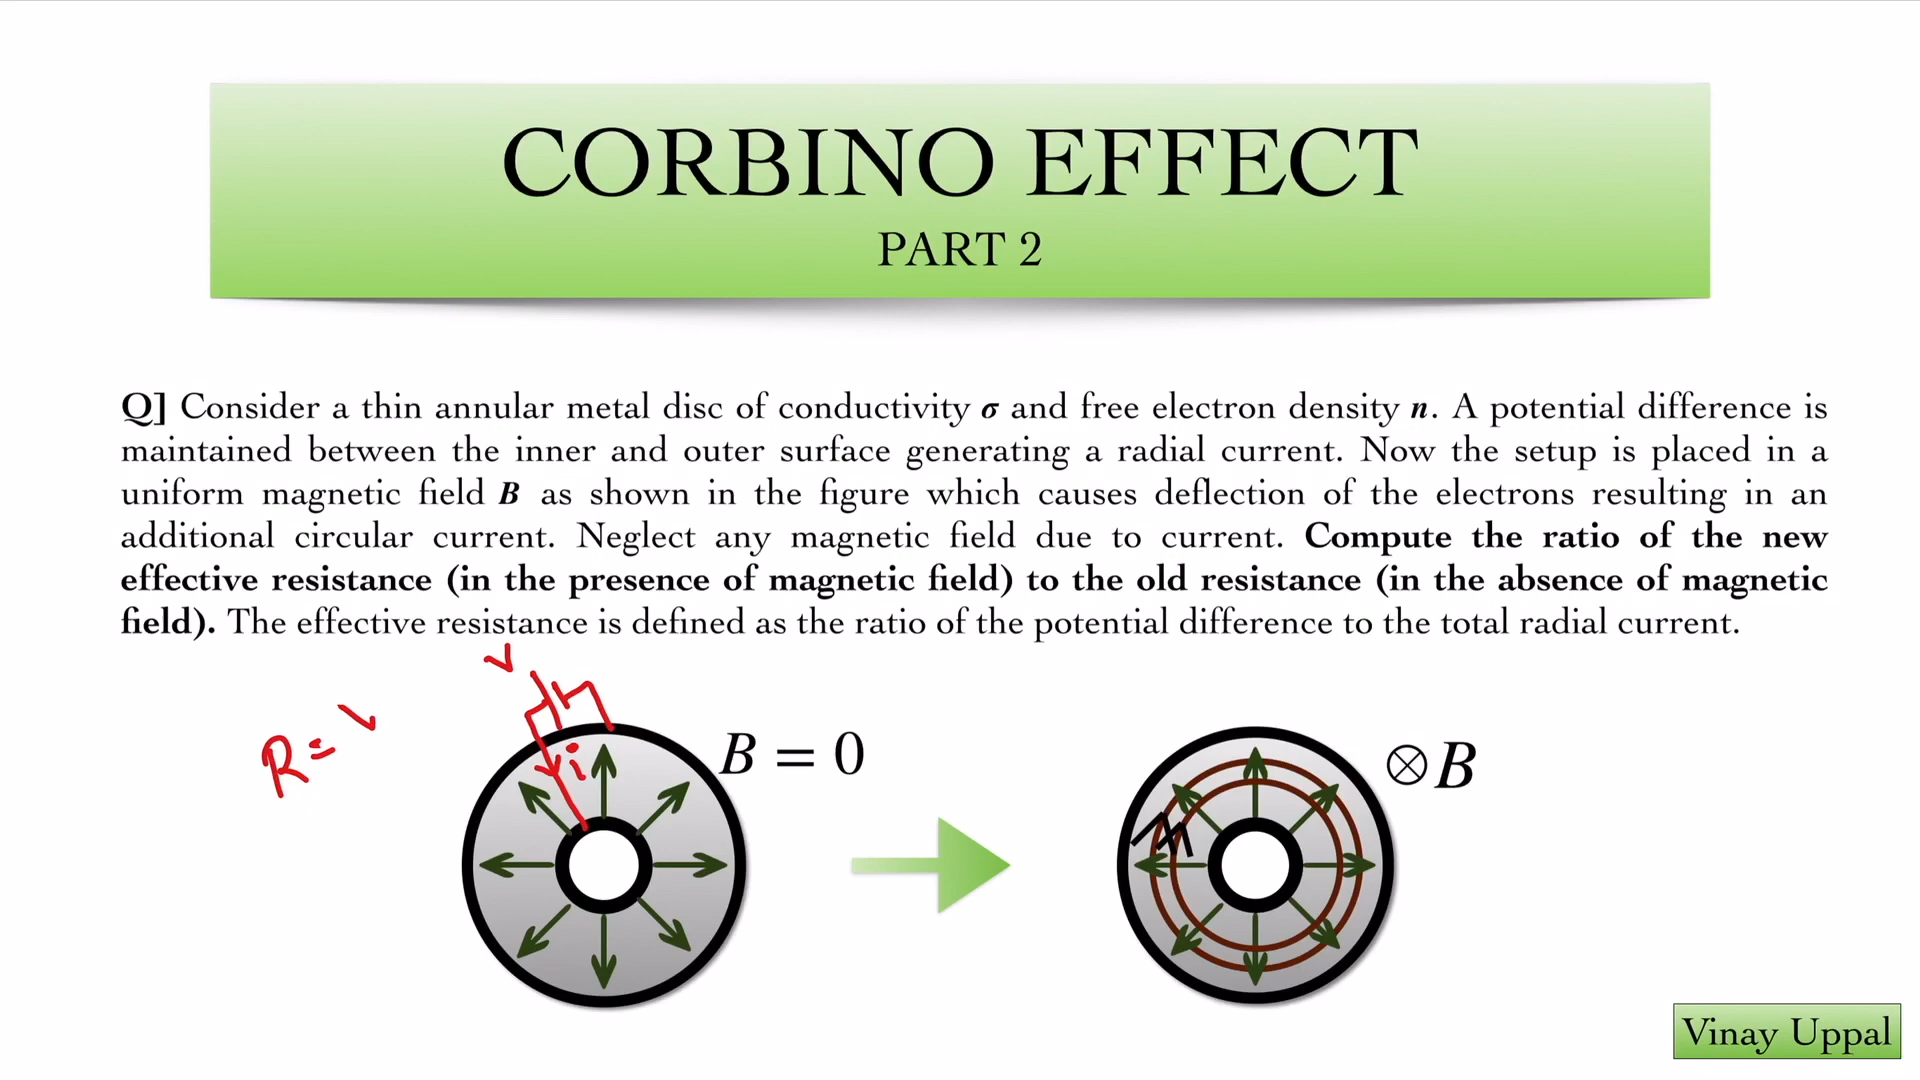 CORBINO EFFECT
PART 2
Q] Consider a thin annular metal disc of conductivity σ and free electron density n. A potential difference is
maintained between the inner and outer surface generating a radial current. Now the setup is placed in a
uniform magnetic field B as shown in the figure which causes deflection of the electrons resulting in an
additional circular current. Neglect any magnetic field due to current. Compute the ratio of the new
effective resistance (in the presence of magnetic field) to the old resistance (in the absence of magnetic
field). The effective resistance is defined as the ratio of the potential difference to the total radial current.
V
R = V
i
B = 0
⊗B
Vinay Uppal